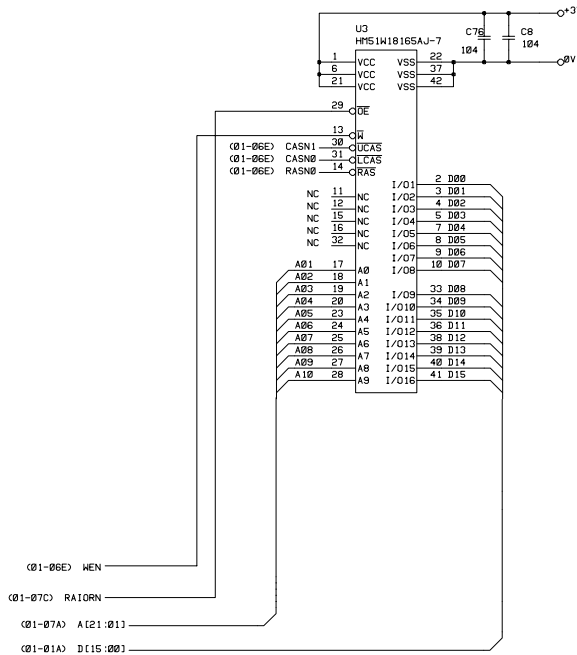 +3
U3
HM51W18165AJ-7
C76
104
C8
104
0V
1 VCC VSS 22
6 VCC VSS 37
21 VCC VSS 42
29 OE
13 W
(01-06E) CASN1 30 UCAS
(01-06E) CASN0 31 LCAS
(01-06E) RASN0 14 RAS
I/O1 2 D00
NC 11 NC I/O2 3 D01
NC 12 NC I/O3 4 D02
NC 15 NC I/O4 5 D03
NC 16 NC I/O5 7 D04
NC 32 NC I/O6 8 D05
I/O7 9 D06
A01 17 A0 I/O8 10 D07
A02 18 A1
A03 19 A2 I/O9 33 D08
A04 20 A3 I/O10 34 D09
A05 23 A4 I/O11 35 D10
A06 24 A5 I/O12 36 D11
A07 25 A6 I/O13 38 D12
A08 26 A7 I/O14 39 D13
A09 27 A8 I/O15 40 D14
A10 28 A9 I/O16 41 D15
(01-06E) WEN
(01-07C) RAIORN
(01-07A) A[21:01]
(01-01A) D[15:00]